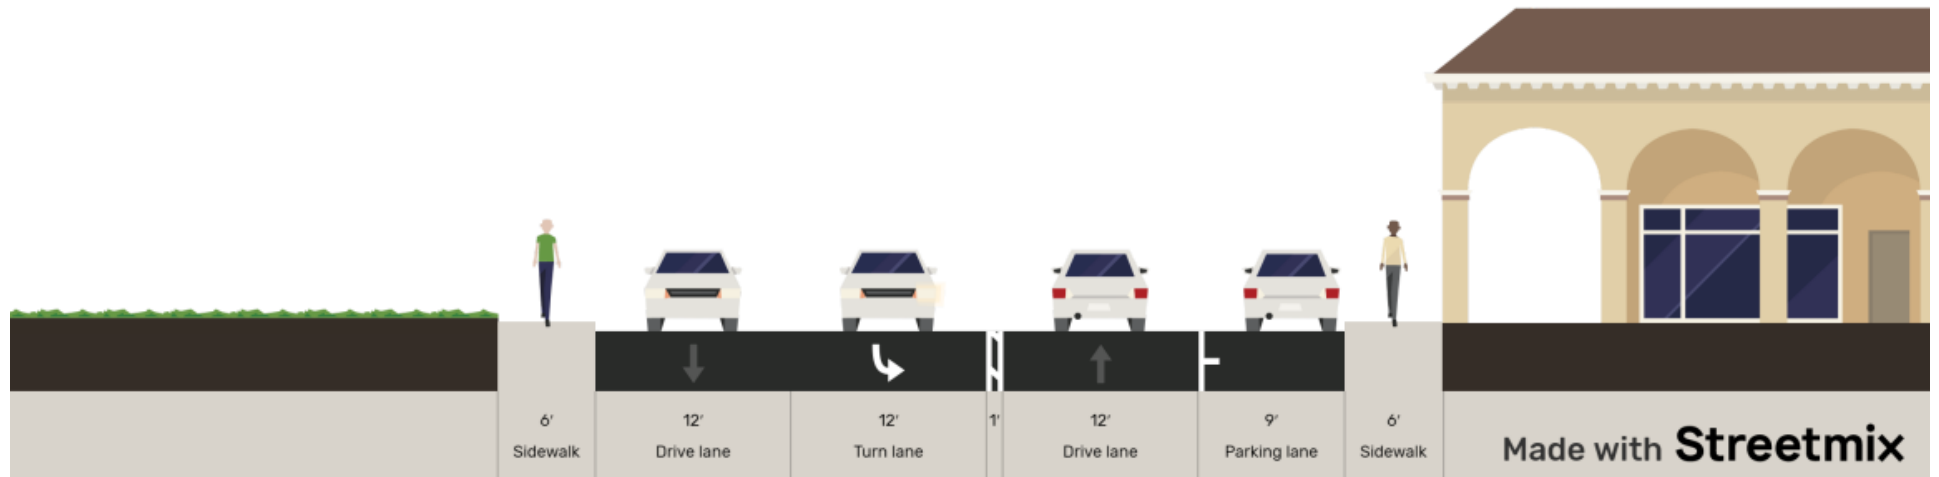 6′
Sidewalk
12′
Drive lane
12′
Turn lane
1′
12′
Drive lane
9′
Parking lane
6′
Sidewalk
Made with Streetmix